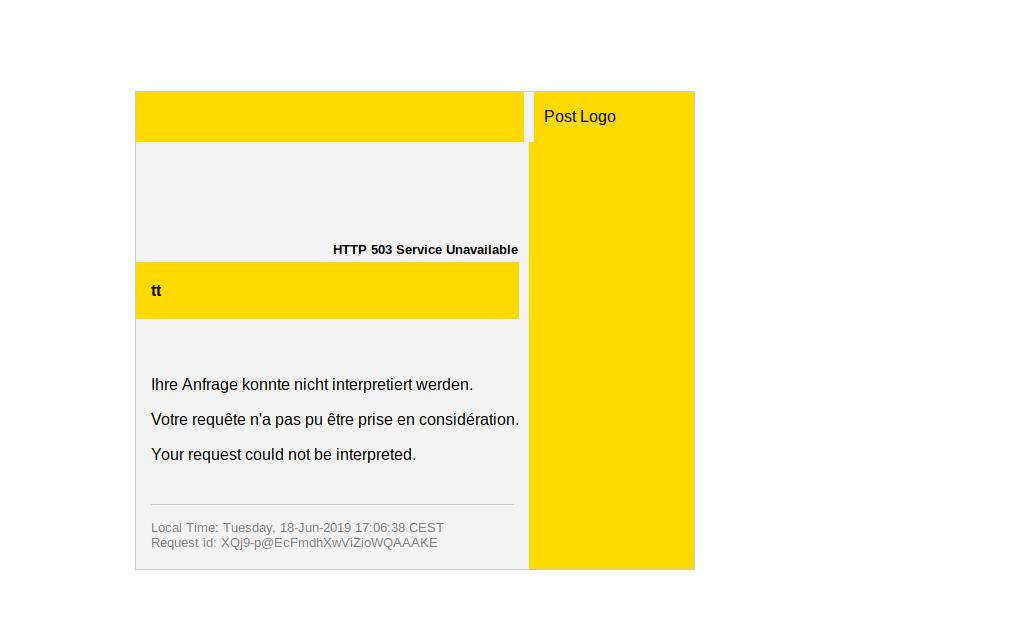 Post Logo
HTTP 503 Service Unavailable
tt
Ihre Anfrage konnte nicht interpretiert werden.
Votre requête n'a pas pu être prise en considération.
Your request could not be interpreted.
Local Time: Tuesday, 18-Jun-2019 17:06:38 CEST
Request id: XQj9-p@EcFmdhXwViZioWQAAAKE